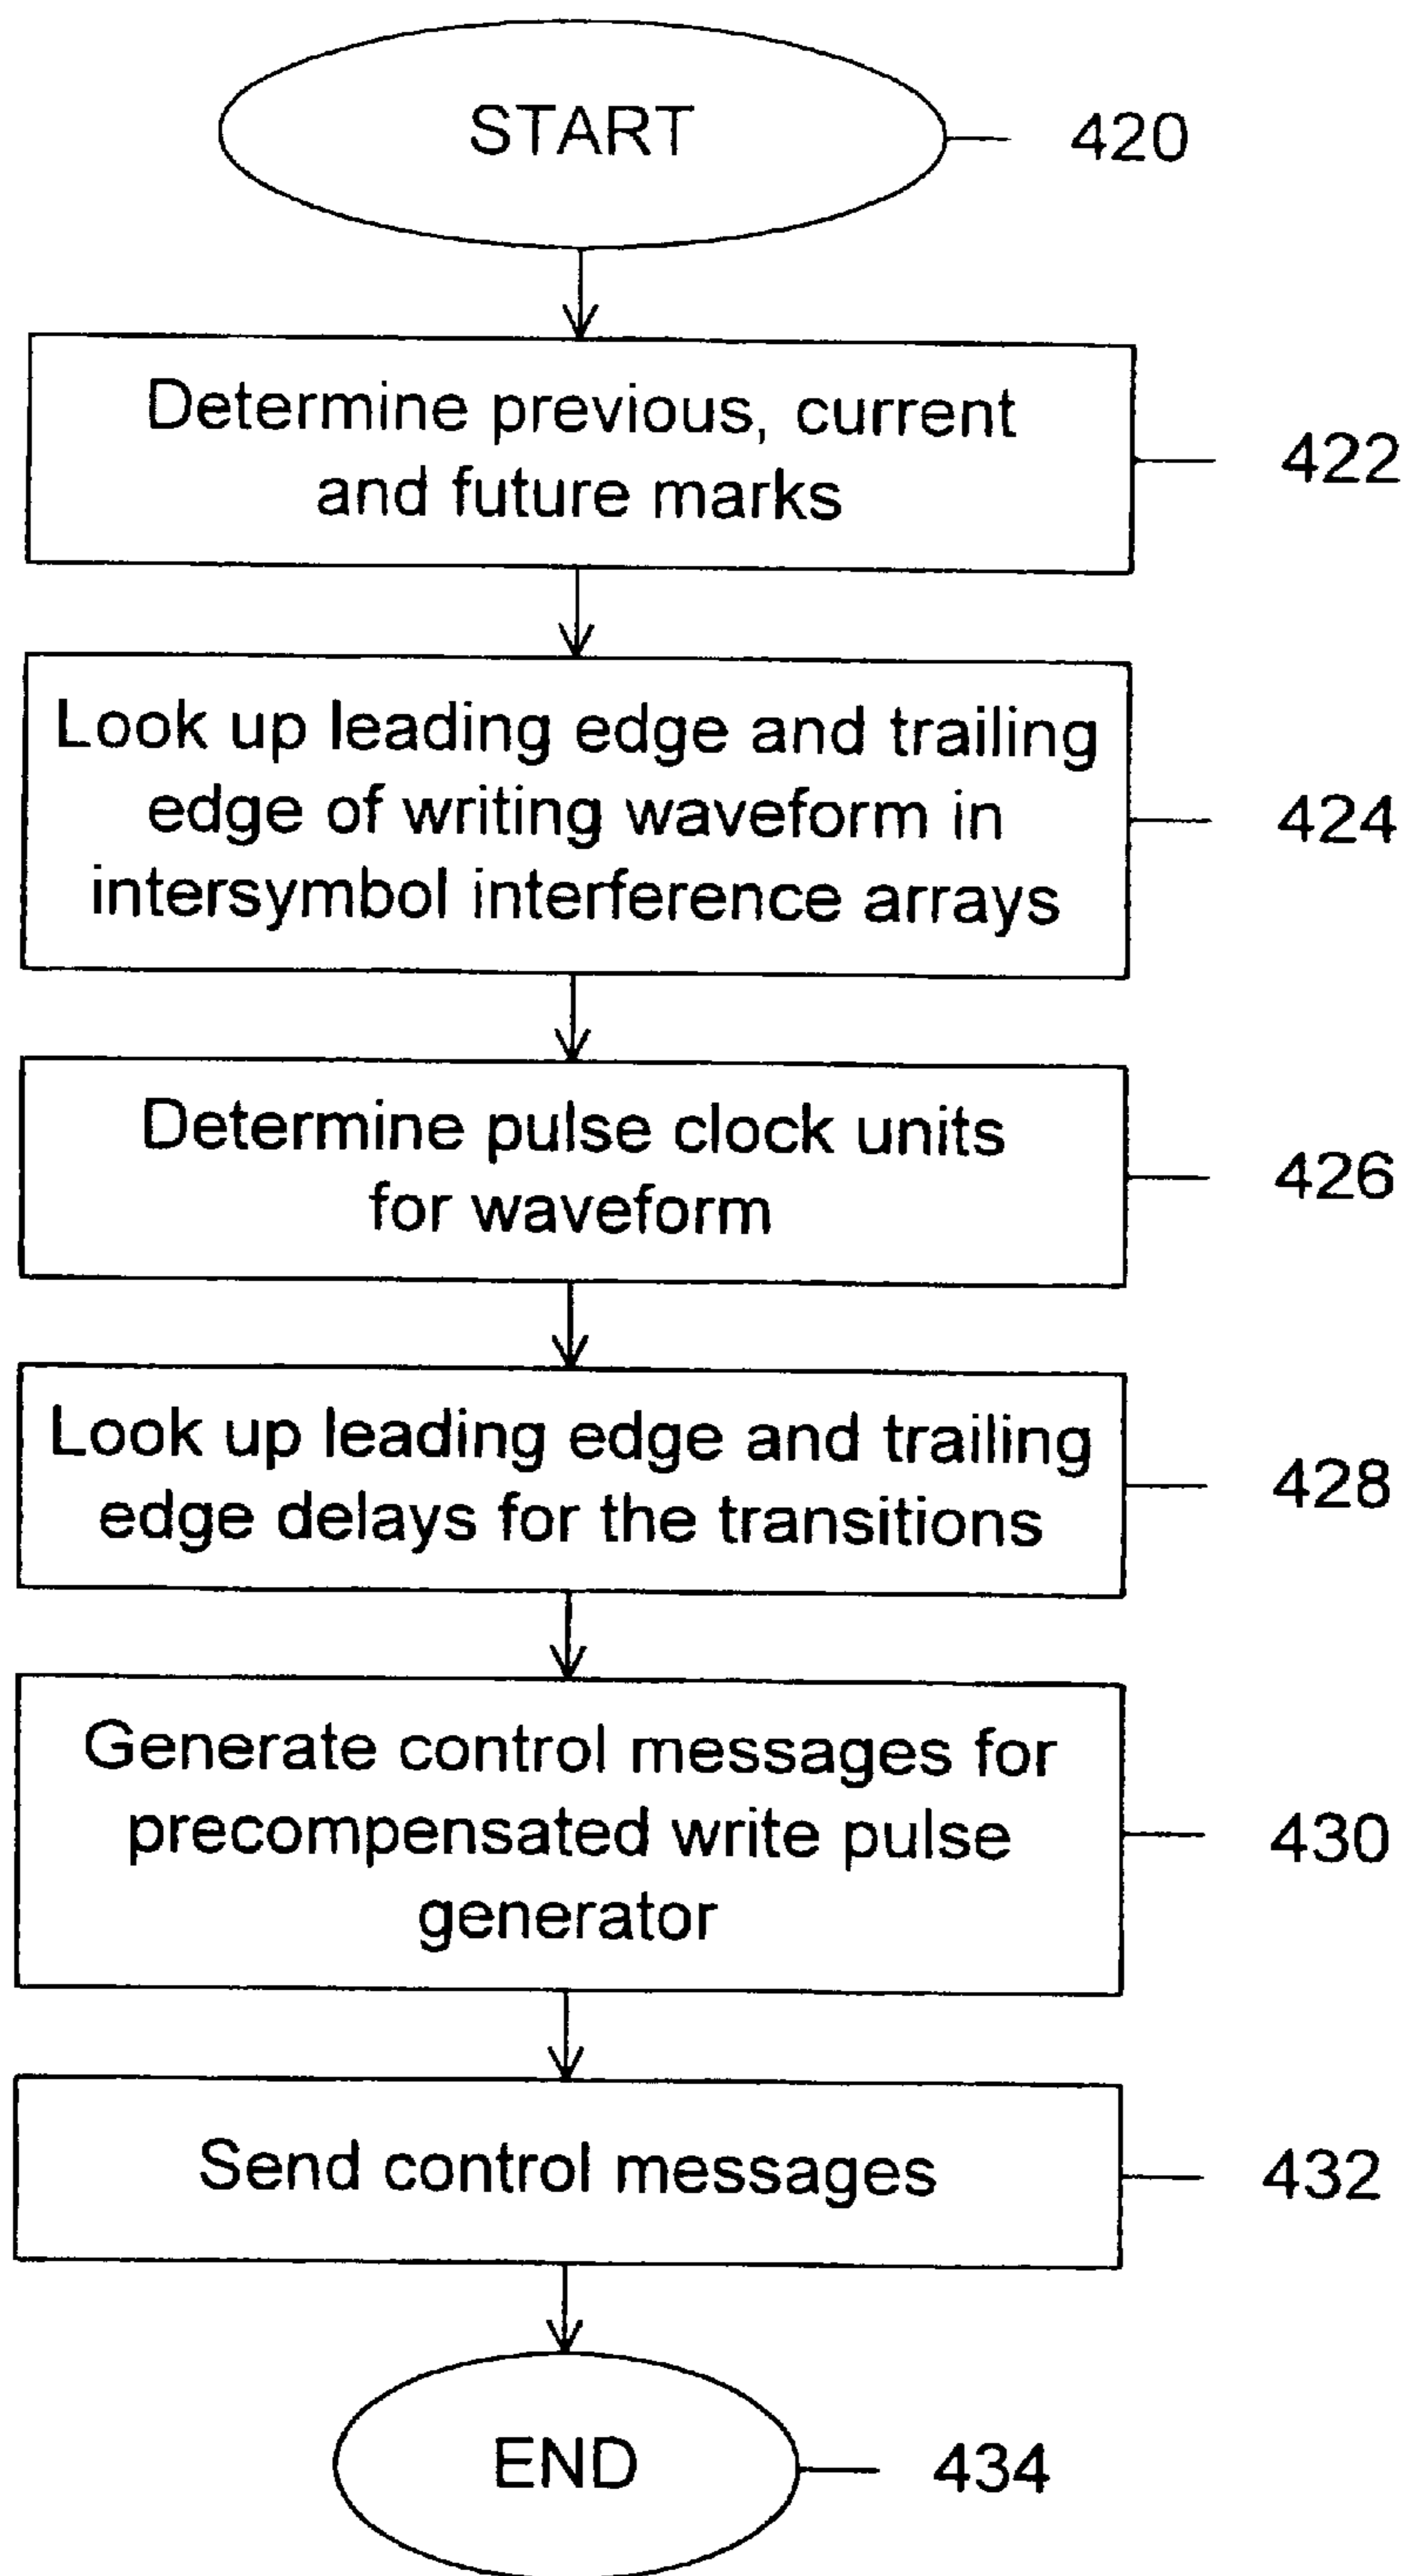 START
420
Determine previous, current
and future marks
422
Look up leading edge and trailing
edge of writing waveform in
intersymbol interference arrays
424
Determine pulse clock units
for waveform
426
Look up leading edge and trailing
edge delays for the transitions
428
Generate control messages for
precompensated write pulse
generator
430
Send control messages
432
END
434